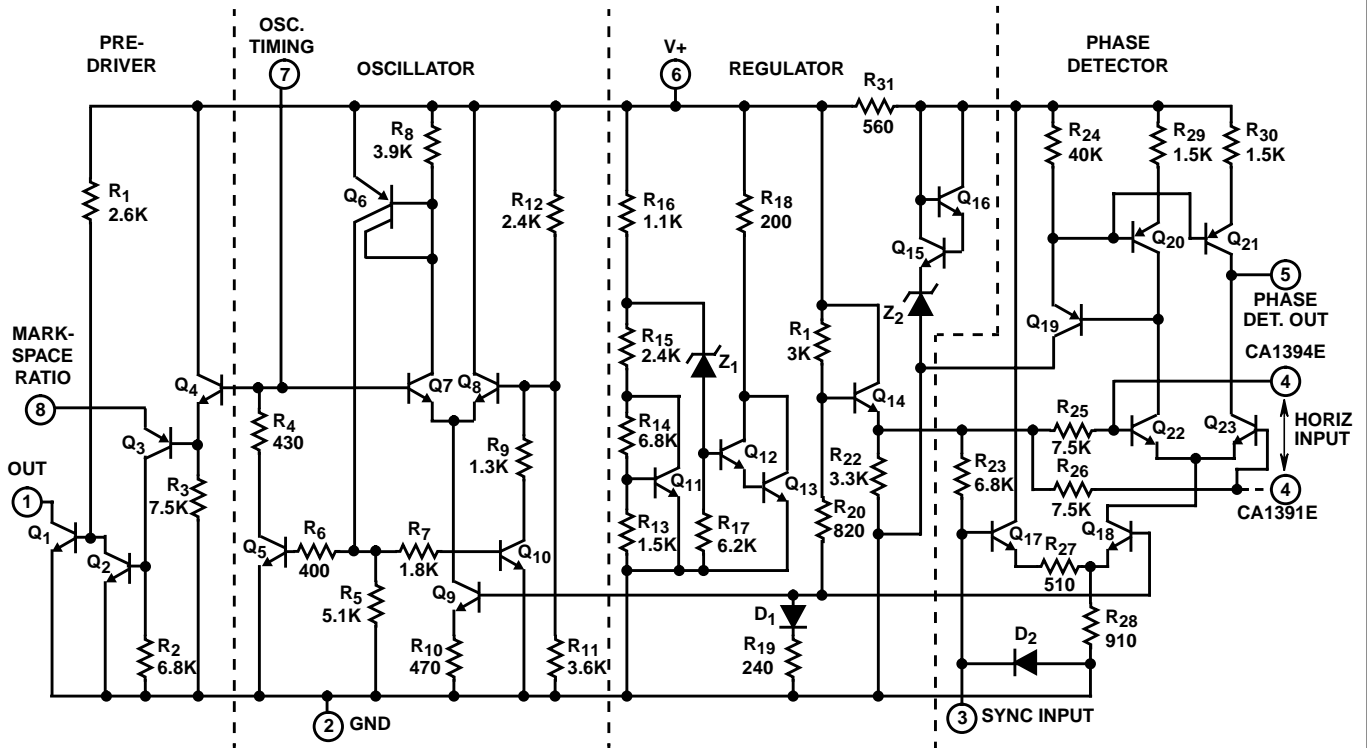 PRE-
DRIVER
OSC.
TIMING
7
OSCILLATOR
V+
6
REGULATOR
PHASE
DETECTOR
R31
560
R8
3.9K
R24
40K
R29
1.5K
R30
1.5K
R1
2.6K
Q6
R12
2.4K
R16
1.1K
R18
200
Q16
Q15
Q20
Q21
5
PHASE
DET. OUT
Z2
Q19
MARK-
SPACE
RATIO
8
R15
2.4K
Z1
R1
3K
CA1394E
4
Q4
Q7
Q8
Q14
HORIZ
INPUT
R4
430
Q3
R14
6.8K
R25
7.5K
Q22
Q23
R9
1.3K
Q12
R22
3.3K
R23
6.8K
R26
7.5K
4
CA1391E
OUT
1
R3
7.5K
Q11
Q13
R20
820
Q1
Q2
Q5
R6
400
R7
1.8K
Q10
R13
1.5K
R17
6.2K
Q17
Q18
R27
510
R5
5.1K
Q9
D1
R28
910
R2
6.8K
R10
470
R11
3.6K
R19
240
D2
2
GND
3
SYNC INPUT